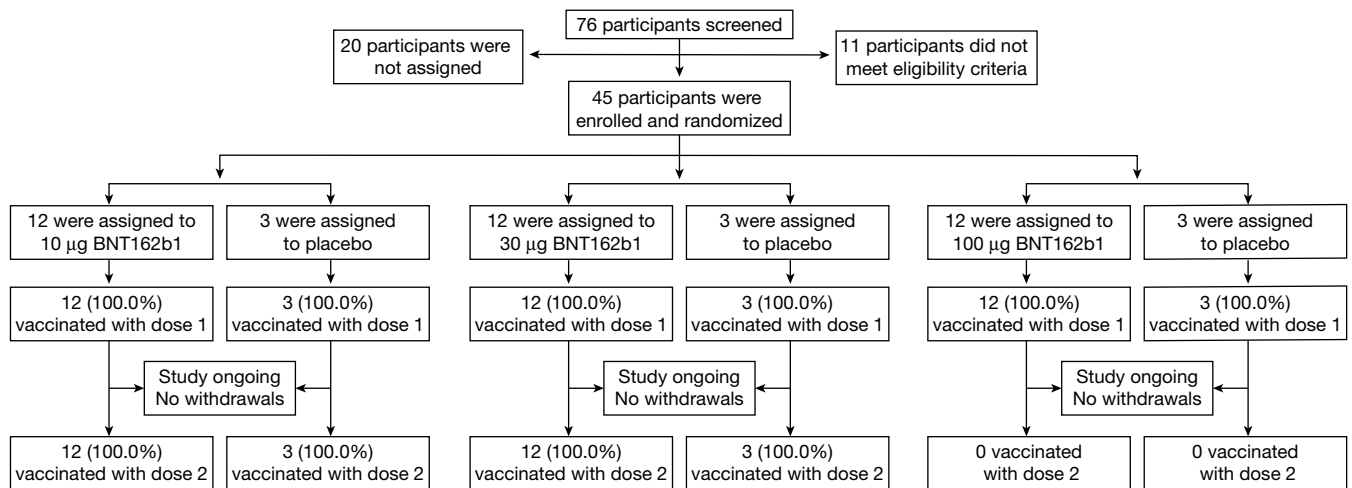 76 participants screened
20 participants were
not assigned
11 participants did not
meet eligibility criteria
45 participants were
enrolled and randomized
12 were assigned to
10 μg BNT162b1
3 were assigned
to placebo
12 were assigned to
30 μg BNT162b1
3 were assigned
to placebo
12 were assigned to
100 μg BNT162b1
3 were assigned
to placebo
12 (100.0%)
vaccinated with dose 1
3 (100.0%)
vaccinated with dose 1
12 (100.0%)
vaccinated with dose 1
3 (100.0%)
vaccinated with dose 1
12 (100.0%)
vaccinated with dose 1
3 (100.0%)
vaccinated with dose 1
Study ongoing
No withdrawals
Study ongoing
No withdrawals
Study ongoing
No withdrawals
12 (100.0%)
vaccinated with dose 2
3 (100.0%)
vaccinated with dose 2
12 (100.0%)
vaccinated with dose 2
3 (100.0%)
vaccinated with dose 2
0 vaccinated
with dose 2
0 vaccinated
with dose 2